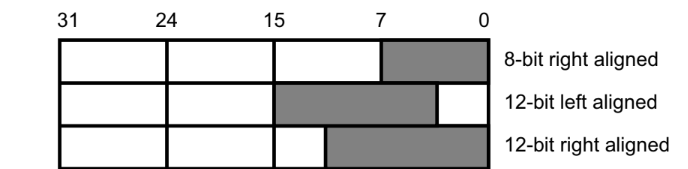 31 24 15 7 0
8-bit right aligned
12-bit left aligned
12-bit right aligned